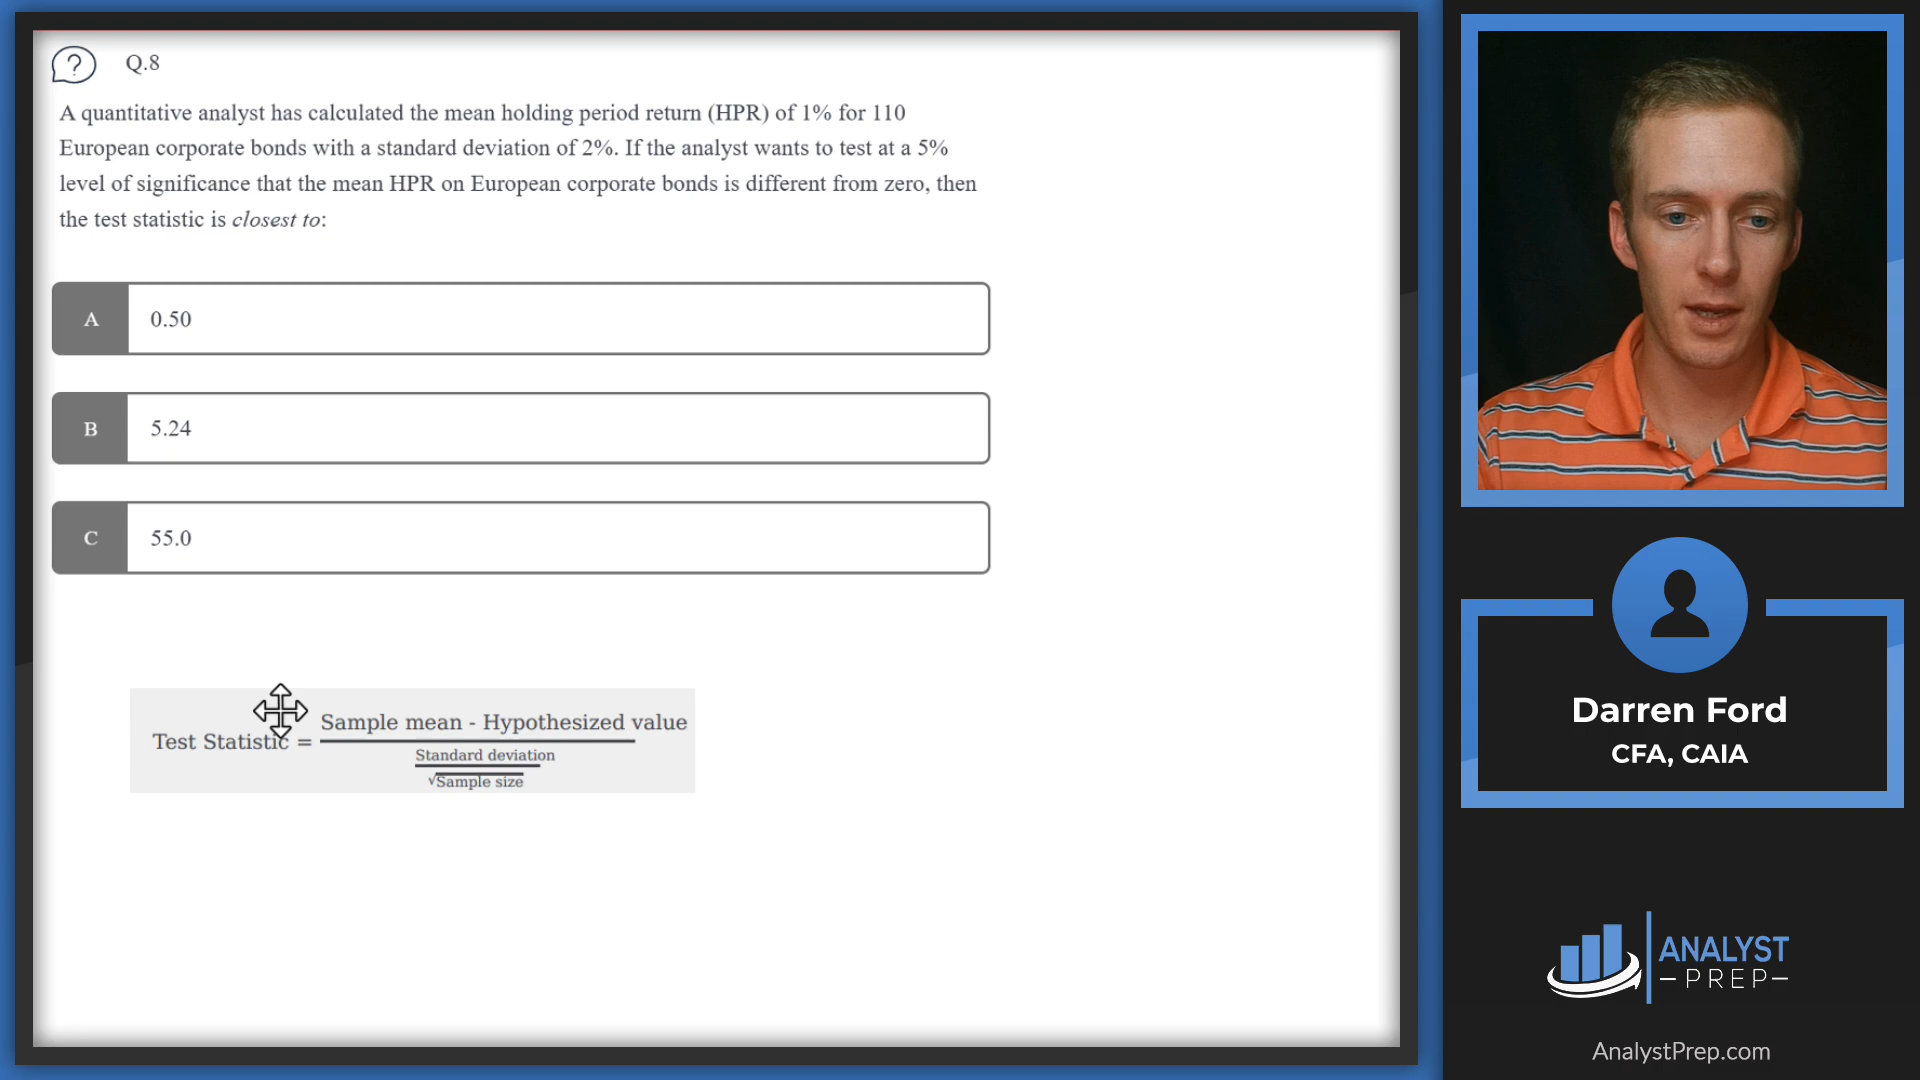 Q.8
A quantitative analyst has calculated the mean holding period return (HPR) of 1% for 110
European corporate bonds with a standard deviation of 2%. If the analyst wants to test at a 5%
level of significance that the mean HPR on European corporate bonds is different from zero, then
the test statistic is closest to:
A 0.50
B 5.24
C 55.0
Test Statistic = Sample mean - Hypothesized value
Standard deviation
√Sample size
Darren Ford
CFA, CAIA
ANALYST
PREP
AnalystPrep.com